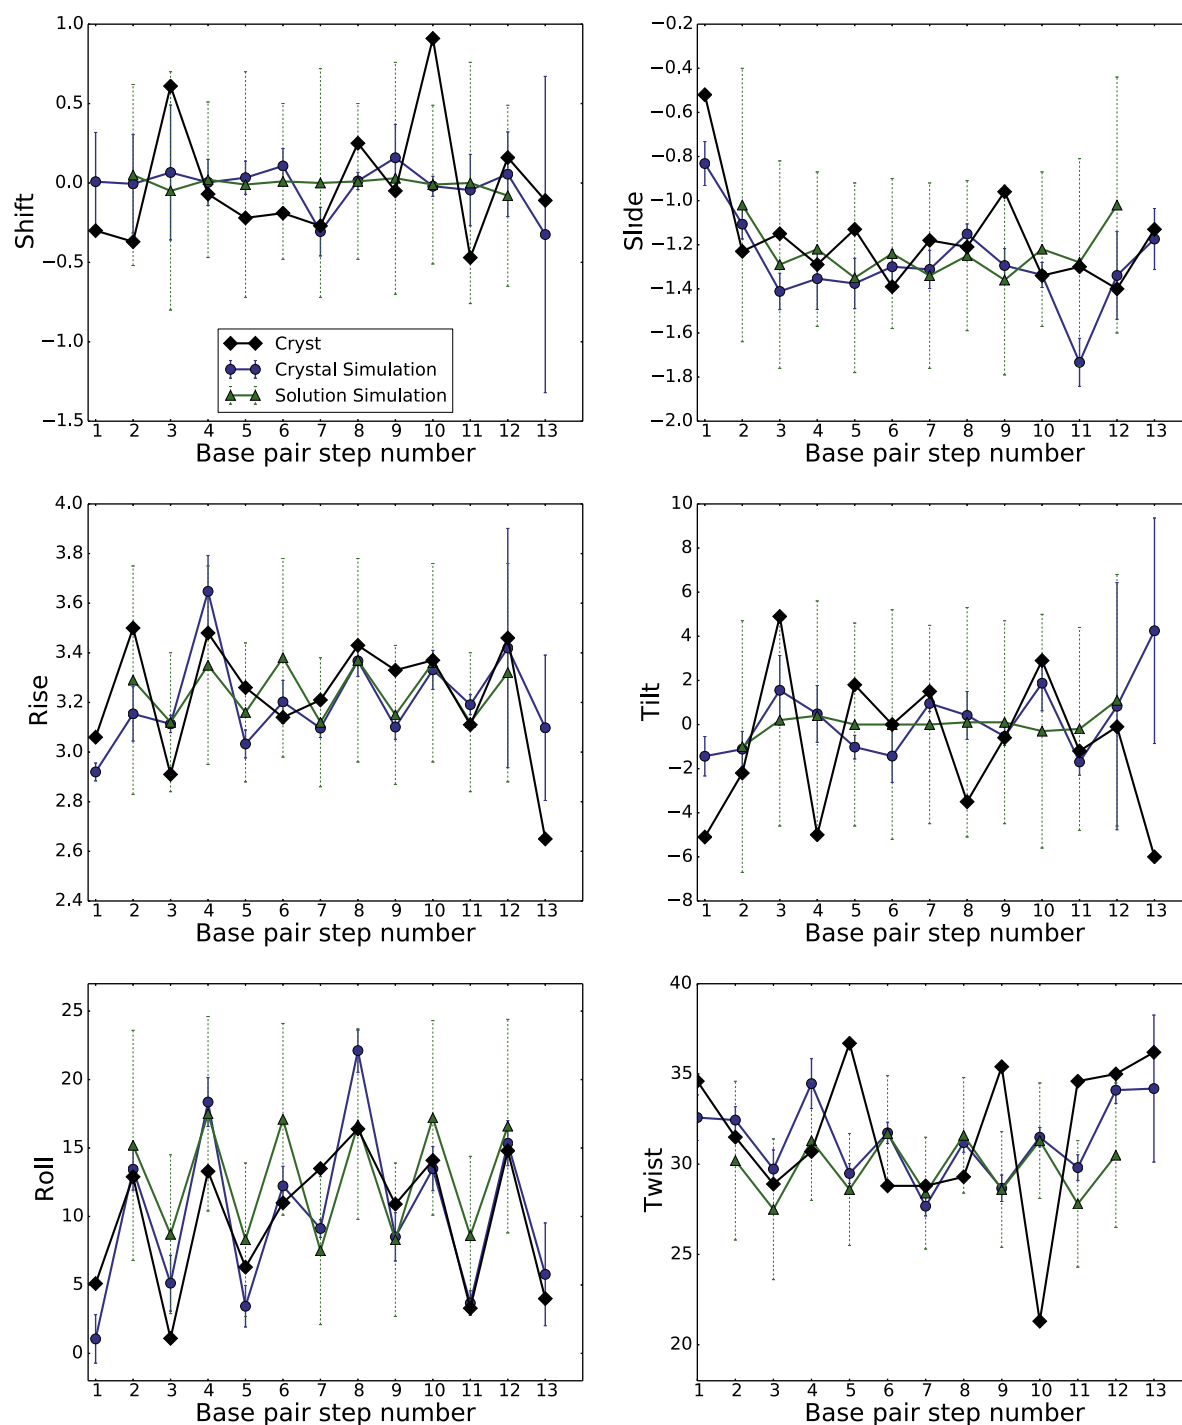 1.0
0.5
0.0
−0.5
−1.0
−1.5
Shift
Cryst
Crystal Simulation
Solution Simulation
1 2 3 4 5 6 7 8 9 10 11 12 13
Base pair step number
−0.2
−0.4
−0.6
−0.8
−1.0
−1.2
−1.4
−1.6
−1.8
−2.0
Slide
1 2 3 4 5 6 7 8 9 10 11 12 13
Base pair step number
4.0
3.8
3.6
3.4
3.2
3.0
2.8
2.6
2.4
Rise
1 2 3 4 5 6 7 8 9 10 11 12 13
Base pair step number
10
8
6
4
2
0
−2
−4
−6
−8
Tilt
1 2 3 4 5 6 7 8 9 10 11 12 13
Base pair step number
25
20
15
10
5
0
Roll
1 2 3 4 5 6 7 8 9 10 11 12 13
Base pair step number
40
35
30
25
20
Twist
1 2 3 4 5 6 7 8 9 10 11 12 13
Base pair step number